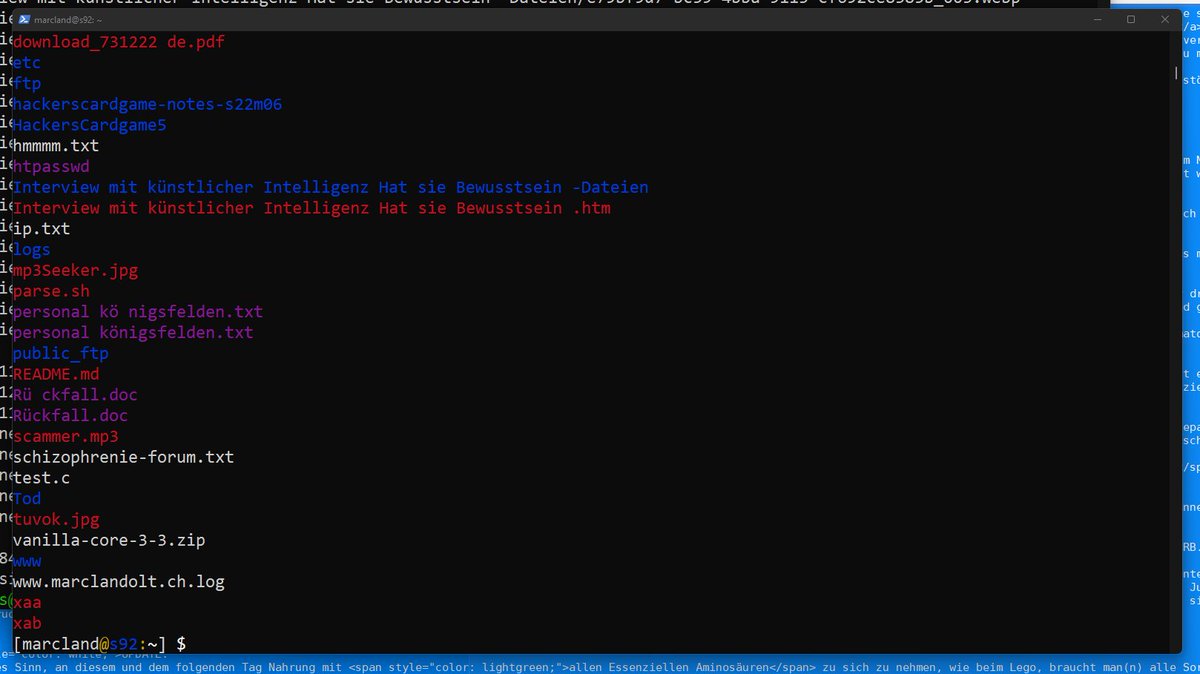 marcland@s92: ~
download_731222 de.pdf
etc
ftp
hackerscardgame-notes-s22m06
HackersCardgame5
hmmmm.txt
htpasswd
Interview mit künstlicher Intelligenz Hat sie Bewusstsein -Dateien
Interview mit künstlicher Intelligenz Hat sie Bewusstsein .htm
ip.txt
logs
mp3Seeker.jpg
parse.sh
personal kö nigsfelden.txt
personal königsfelden.txt
public_ftp
README.md
Rü ckfall.doc
Rückfall.doc
scammer.mp3
schizophrenie-forum.txt
test.c
Tod
tuvok.jpg
vanilla-core-3-3.zip
www
www.marclandolt.ch.log
xaa
xab
[marcland@s92:~] $
es Sinn, an diesem und dem folgenden Tag Nahrung mit <span style="color: lightgreen;">allen Essenziellen Aminosäuren</span> zu sich zu nehmen, wie beim Lego, braucht man(n) alle Sor